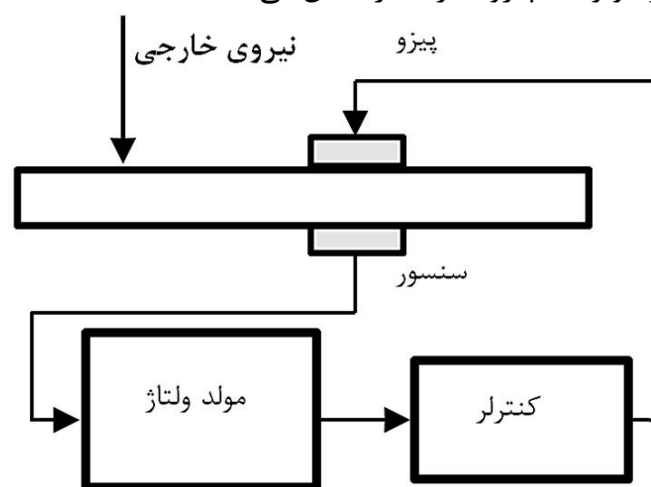 نیروی خارجی
پیزو
سنسور
مولد ولتاژ
کنترلر